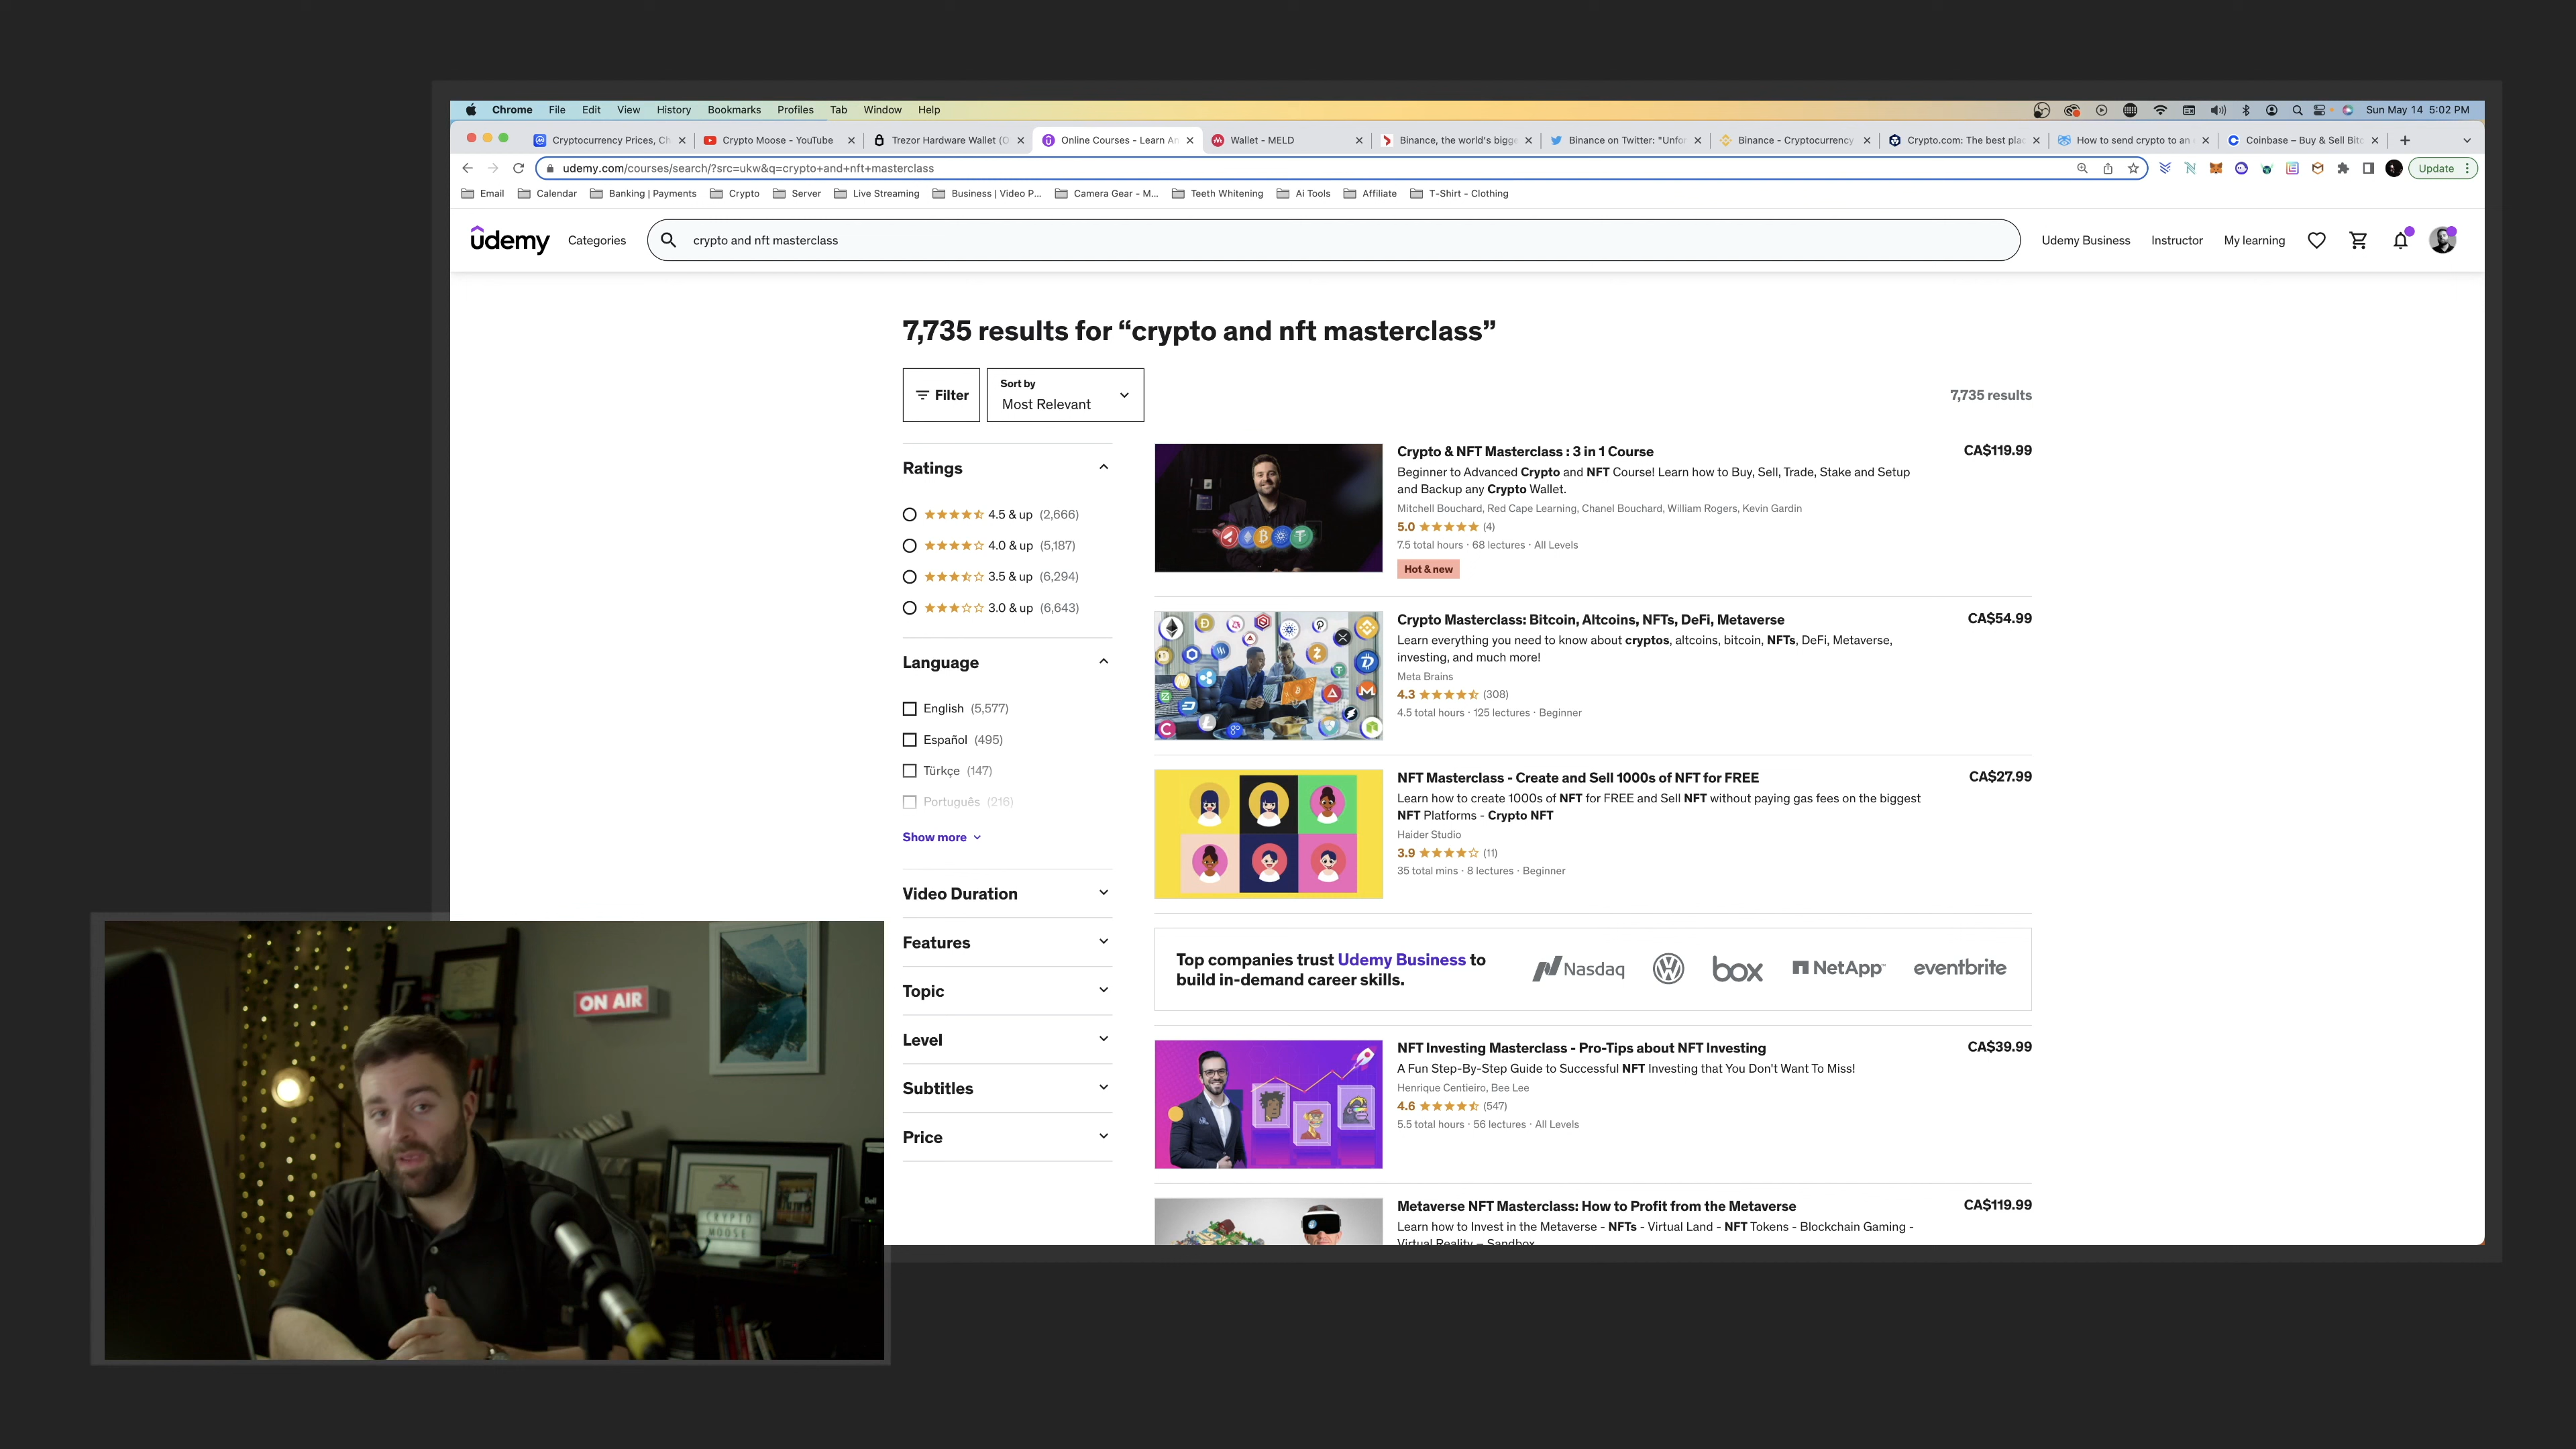 Chrome File Edit View History Bookmarks Profiles Tab Window Help
Sun May 14 5:02 PM
Cryptocurrency Prices, Ch
Crypto Moose - YouTube
Trezor Hardware Wallet (O
Online Courses - Learn An
Wallet - MELD
Binance, the world's bigge
Binance on Twitter: "Unfor
Binance - Cryptocurrency
Crypto.com: The best plac
How to send crypto to an
Coinbase – Buy & Sell Bitc
udemy.com/courses/search/?src=ukw&q=crypto+and+nft+masterclass
Update
Email
Calendar
Banking | Payments
Crypto
Server
Live Streaming
Business | Video P...
Camera Gear - M...
Teeth Whitening
Ai Tools
Affiliate
T-Shirt - Clothing
udemy
Categories
crypto and nft masterclass
Udemy Business
Instructor
My learning
7,735 results for “crypto and nft masterclass”
Filter
Sort by
Most Relevant
7,735 results
Ratings
4.5 & up (2,666)
4.0 & up (5,187)
3.5 & up (6,294)
3.0 & up (6,643)
Language
English (5,577)
Español (495)
Türkçe (147)
Português (216)
Show more
Video Duration
Features
Topic
Level
Subtitles
Price
Crypto & NFT Masterclass : 3 in 1 Course
CA$119.99
Beginner to Advanced Crypto and NFT Course! Learn how to Buy, Sell, Trade, Stake and Setup
and Backup any Crypto Wallet.
Mitchell Bouchard, Red Cape Learning, Chanel Bouchard, William Rogers, Kevin Gardin
5.0 (4)
7.5 total hours · 68 lectures · All Levels
Hot & new
Crypto Masterclass: Bitcoin, Altcoins, NFTs, DeFi, Metaverse
CA$54.99
Learn everything you need to know about cryptos, altcoins, bitcoin, NFTs, DeFi, Metaverse,
investing, and much more!
Meta Brains
4.3 (308)
4.5 total hours · 125 lectures · Beginner
NFT Masterclass - Create and Sell 1000s of NFT for FREE
CA$27.99
Learn how to create 1000s of NFT for FREE and Sell NFT without paying gas fees on the biggest
NFT Platforms - Crypto NFT
Haider Studio
3.9 (11)
35 total mins · 8 lectures · Beginner
Top companies trust Udemy Business to
build in-demand career skills.
Nasdaq
box
NetApp
eventbrite
NFT Investing Masterclass - Pro-Tips about NFT Investing
CA$39.99
A Fun Step-By-Step Guide to Successful NFT Investing that You Don't Want To Miss!
Henrique Centieiro, Bee Lee
4.6 (547)
5.5 total hours · 56 lectures · All Levels
Metaverse NFT Masterclass: How to Profit from the Metaverse
CA$119.99
Learn how to Invest in the Metaverse - NFTs - Virtual Land - NFT Tokens - Blockchain Gaming -
Virtual Reality – Sandbox
ON AIR
CRYPTO
MOOSE